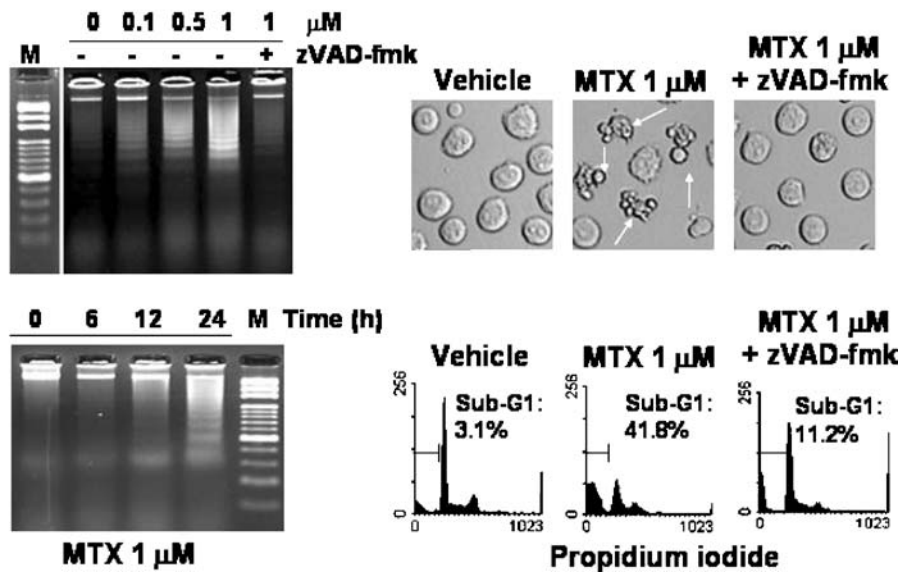 0 0.1 0.5 1 1 μM
M - - - - + zVAD-fmk
Vehicle
MTX 1 μM
MTX 1 μM
+ zVAD-fmk
0 6 12 24 M Time (h)
MTX 1 μM
Vehicle
MTX 1 μM
MTX 1 μM
+ zVAD-fmk
256
0
Sub-G1:
3.1%
0 1023
256
0
Sub-G1:
41.8%
0 1023
256
0
Sub-G1:
11.2%
0 1023
Propidium iodide